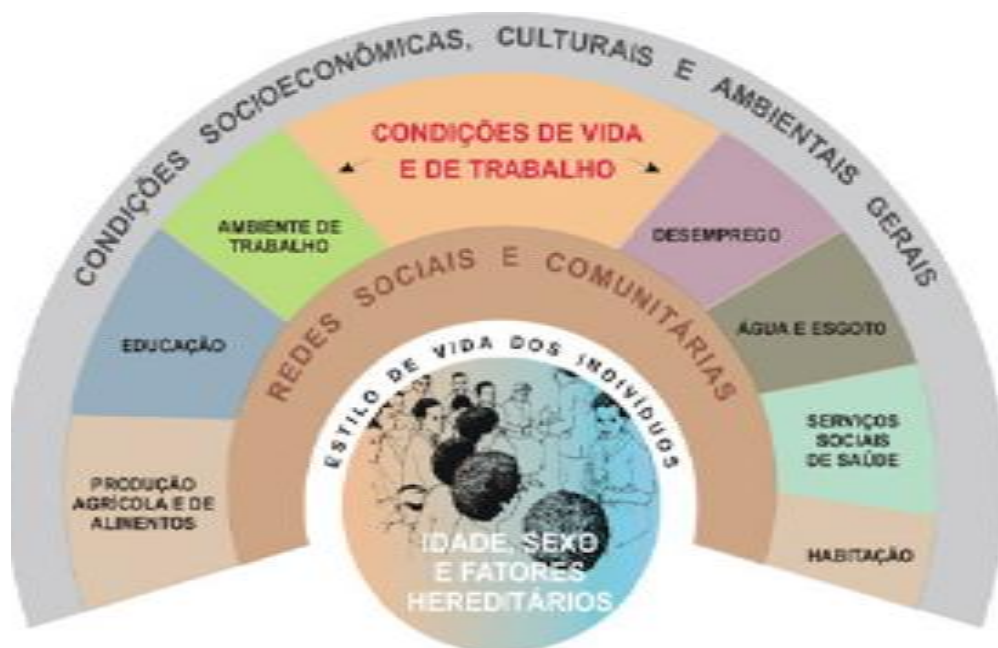 CONDIÇÕES SOCIOECONÔMICAS, CULTURAIS E AMBIENTAIS GERAIS
CONDIÇÕES DE VIDA
E DE TRABALHO
AMBIENTE DE
TRABALHO
DESEMPREGO
REDES SOCIAIS E COMUNITÁRIAS
EDUCAÇÃO
ÁGUA E ESGOTO
ESTILO DE VIDA DOS INDIVÍDUOS
SERVIÇOS
SOCIAIS
DE SAÚDE
PRODUÇÃO
AGRÍCOLA E DE
ALIMENTOS
HABITAÇÃO
IDADE, SEXO
E FATORES
HEREDITÁRIOS